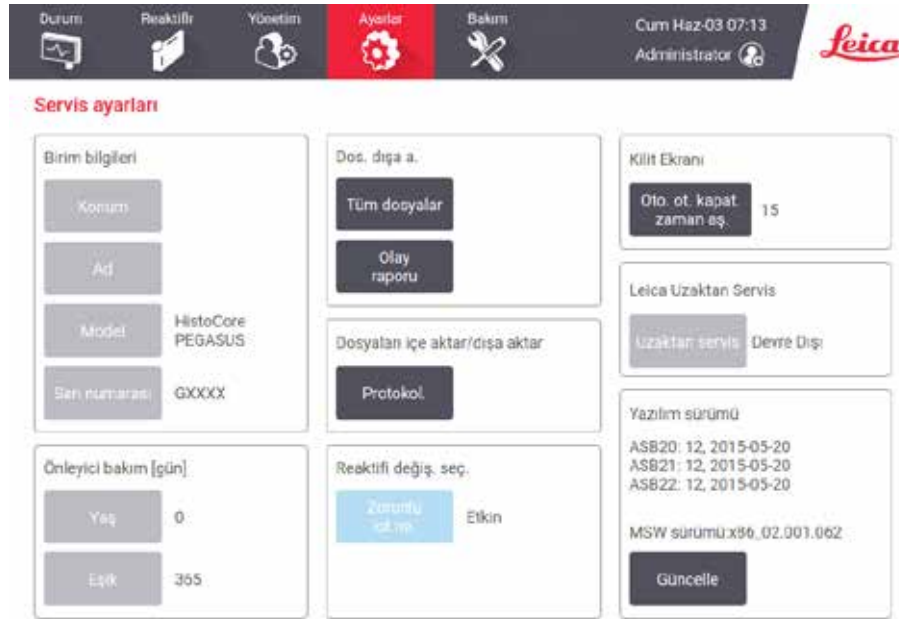 Durum Reaktifir Yönetim Ayarlar Bakım
Cum Haz-03 07:13
Administrator
Leica
Servis ayarları
Birim bilgileri
Konum
Ad
Model
HistoCore
PEGASUS
Seri numarası
GXXXX
Önleyici bakım [gün]
Yaş
0
Eşik
365
Dos. dışa a.
Tüm dosyalar
Olay
raporu
Dosyaları içe aktar/dışa aktar
Protokol.
Reaktifi değiş. seç.
Zorunlu
lot no.
Etkin
Kilit Ekranı
Oto. ot. kapat
zaman aş.
15
Leica Uzaktan Servis
Uzaktan servis
Devre Dışı
Yazılım sürümü
ASB20: 12, 2015-05-20
ASB21: 12, 2015-05-20
ASB22: 12, 2015-05-20
MSW sürümü:x86_02.001.062
Güncelle